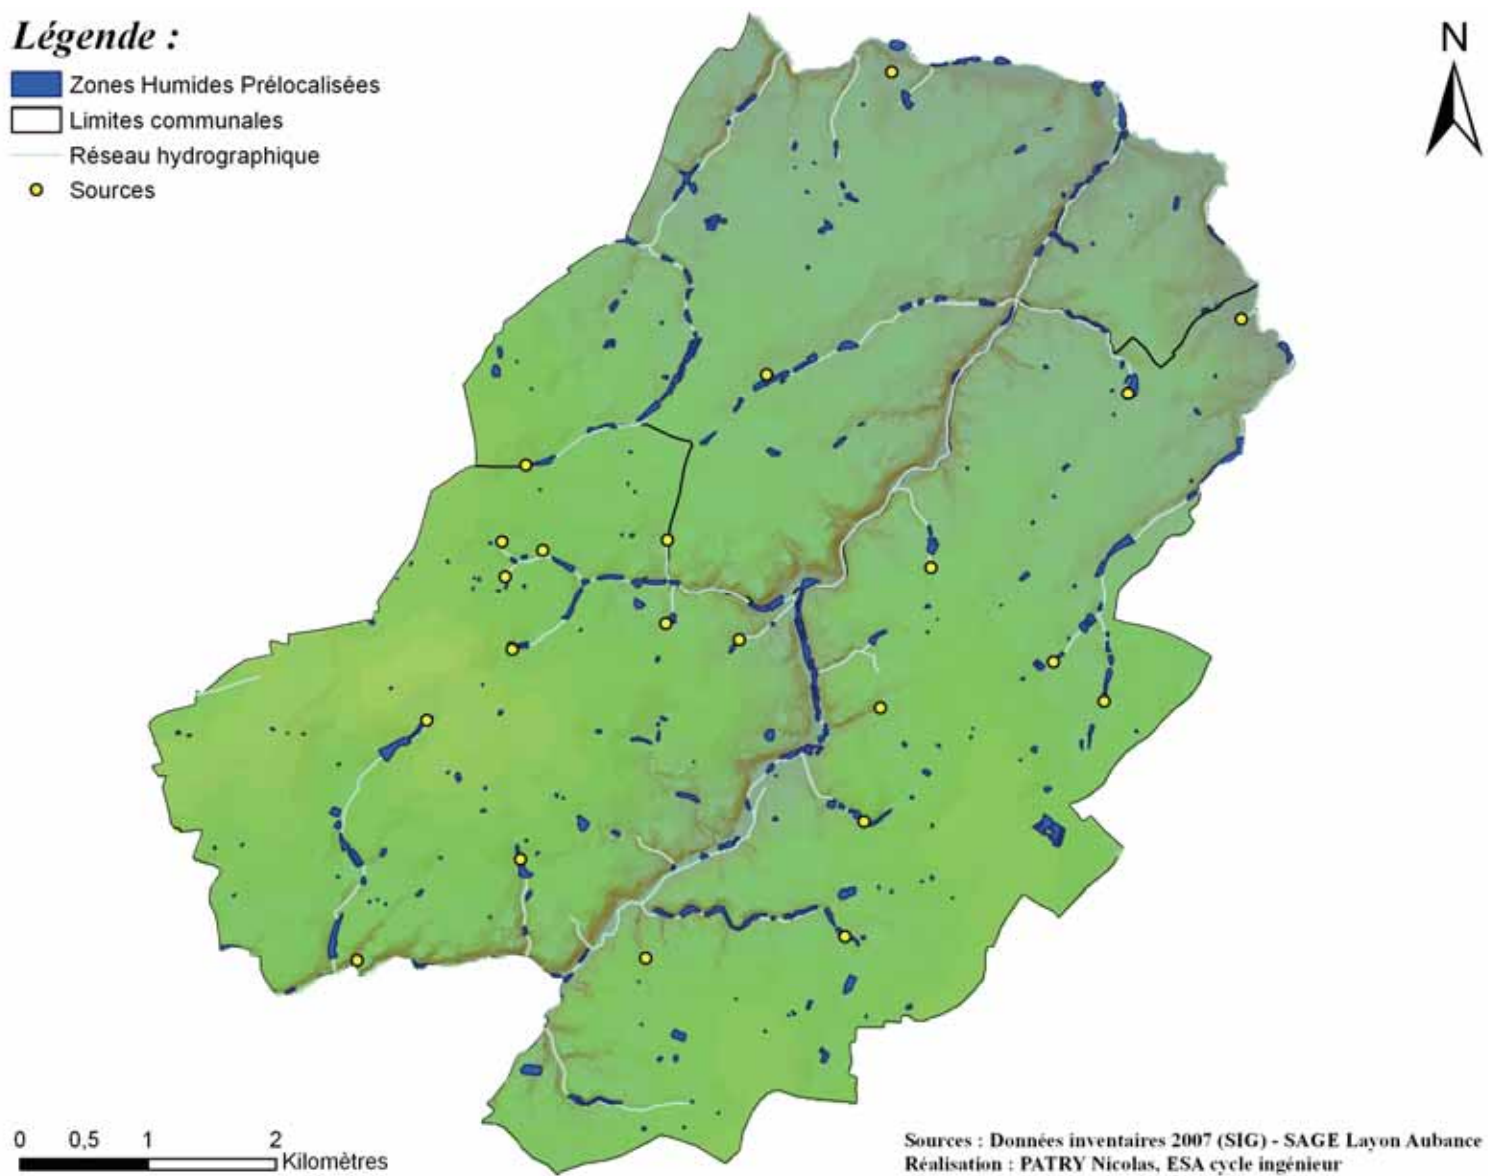 Légende :
Zones Humides Prélocalisées
Limites communales
Réseau hydrographique
Sources
N
0 0,5 1 2
Kilomètres
Sources : Données inventaires 2007 (SIG) - SAGE Layon Aubance
Réalisation : PATRY Nicolas, ESA cycle ingénieur